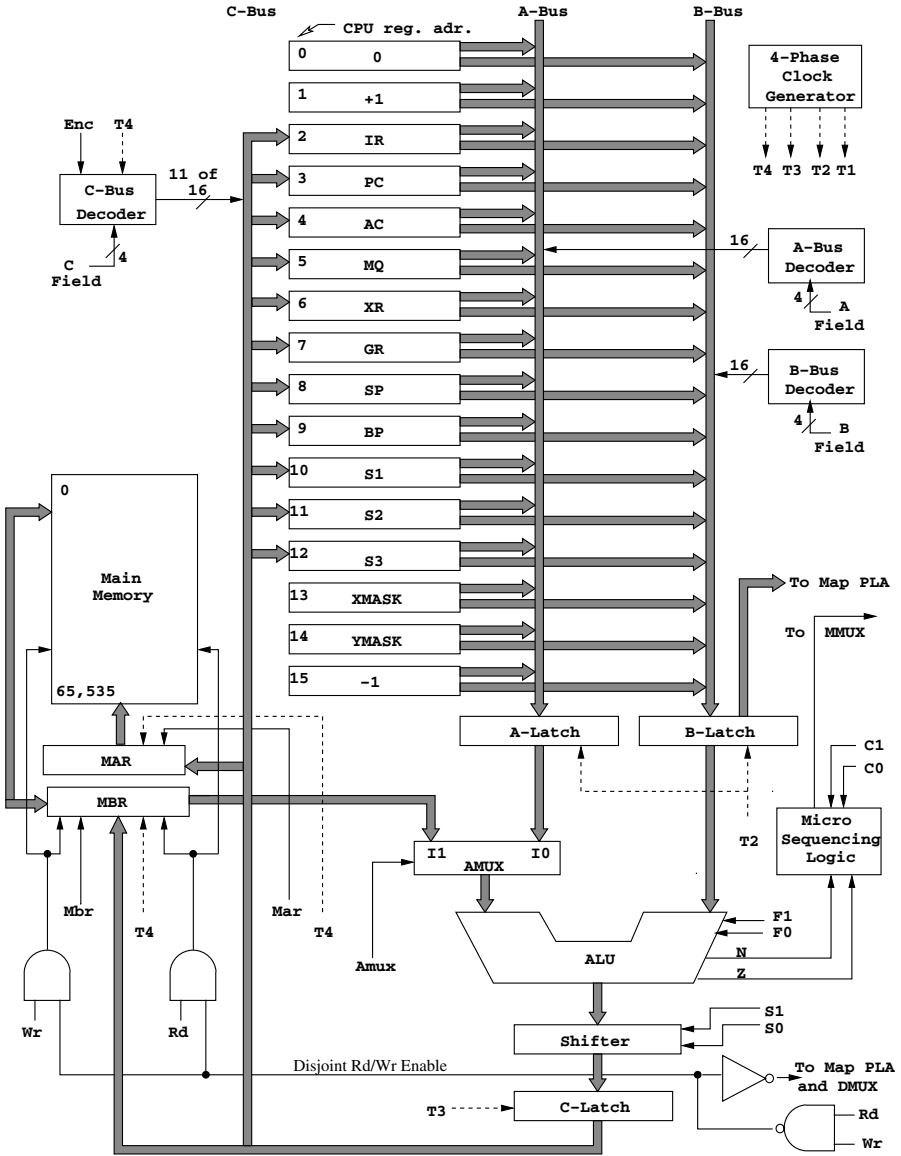 C-Bus
A-Bus
B-Bus
CPU reg. adr.
0 0
1 +1
2 IR
3 PC
4 AC
5 MQ
6 XR
7 GR
8 SP
9 BP
10 S1
11 S2
12 S3
13 XMASK
14 YMASK
15 -1
4-Phase
Clock
Generator
T4 T3 T2 T1
Enc T4
C-Bus
Decoder
11 of
16
4
C
Field
16
A-Bus
Decoder
4
A
Field
16
B-Bus
Decoder
4
B
Field
0
Main
Memory
65,535
To Map PLA
To MMUX
A-Latch
B-Latch
MAR
MBR
C1
C0
T2
Micro
Sequencing
Logic
I1 I0
AMUX
Mbr
T4
Mar
T4
Amux
F1
F0
ALU
N
Z
Wr
Rd
S1
S0
Shifter
Disjoint Rd/Wr Enable
To Map PLA
and DMUX
T3
C-Latch
Rd
Wr